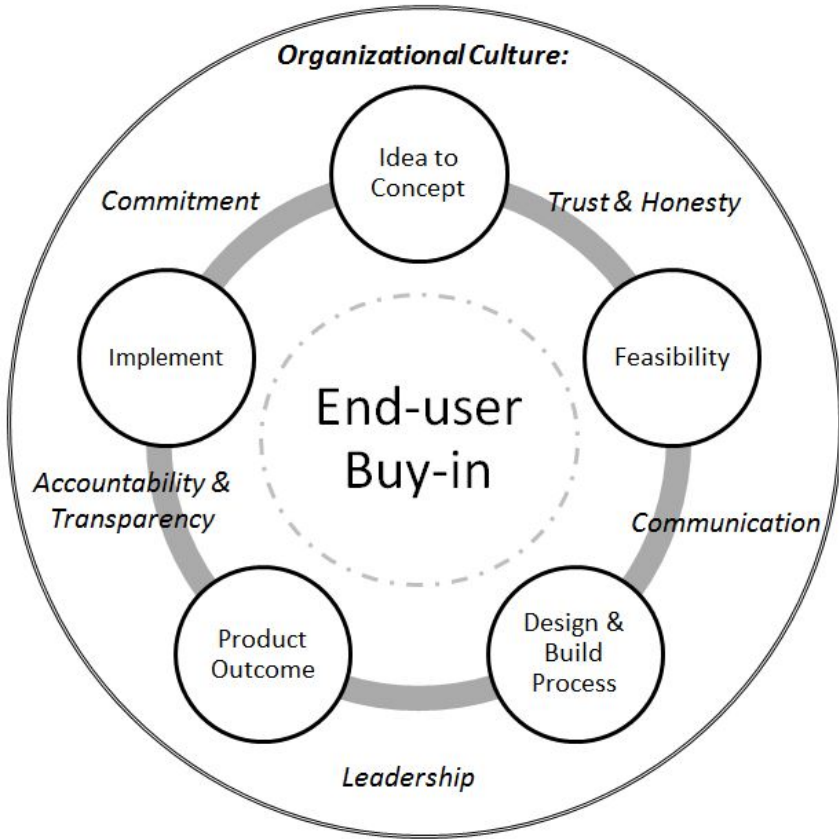 Organizational Culture:
Idea to
Concept
Commitment
Trust & Honesty
Implement
Feasibility
End-user
Buy-in
Accountability &
Transparency
Communication
Product
Outcome
Design &
Build
Process
Leadership